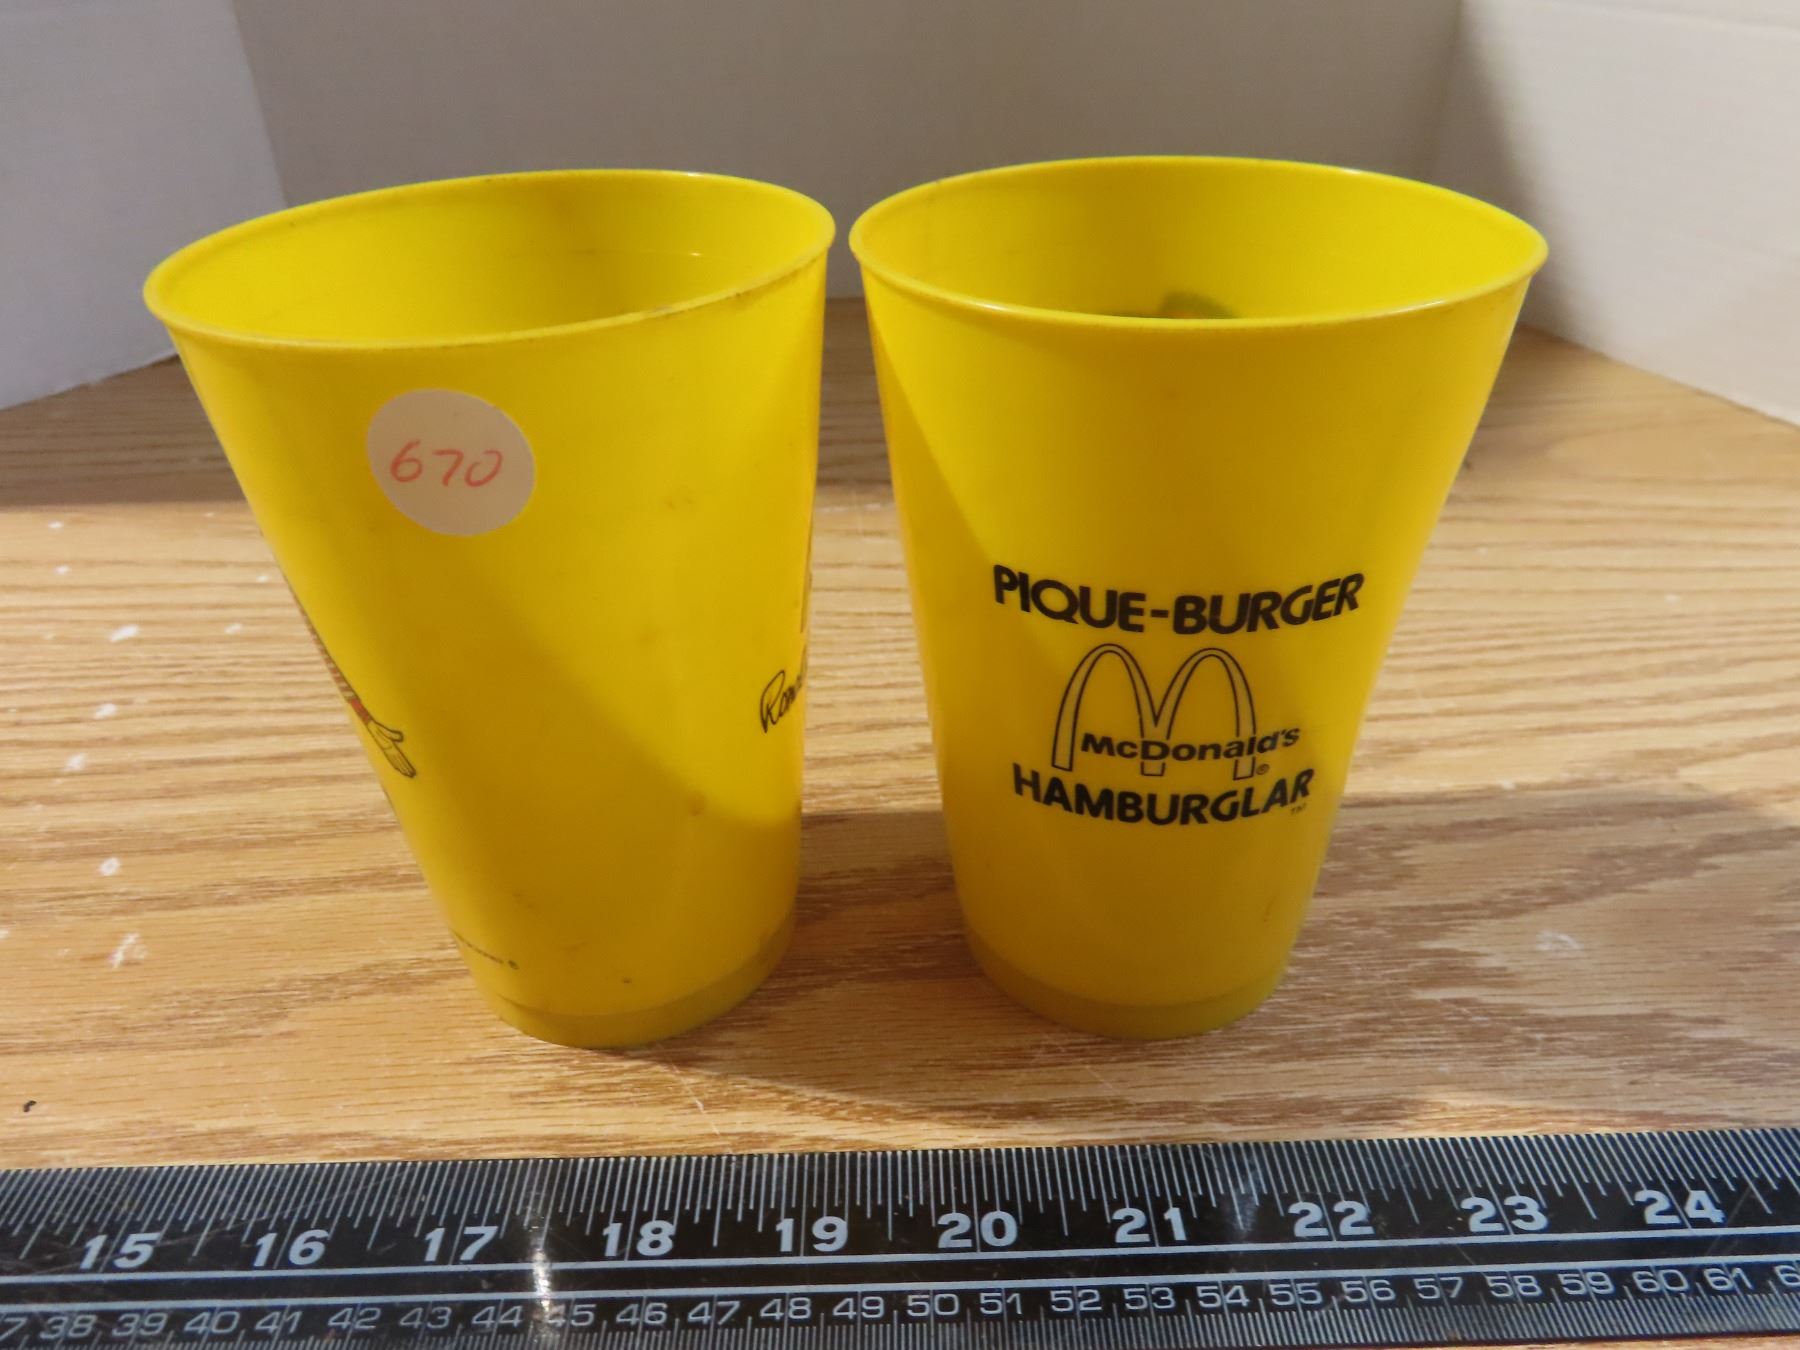 670
PIQUE-BURGER
McDonald's
®
HAMBURGLAR
TM
15 16 17 18 19 20 21 22 23 24
38 39 40 41 42 43 44 45 46 47 48 49 50 51 52 53 54 55 56 57 58 59 60 61